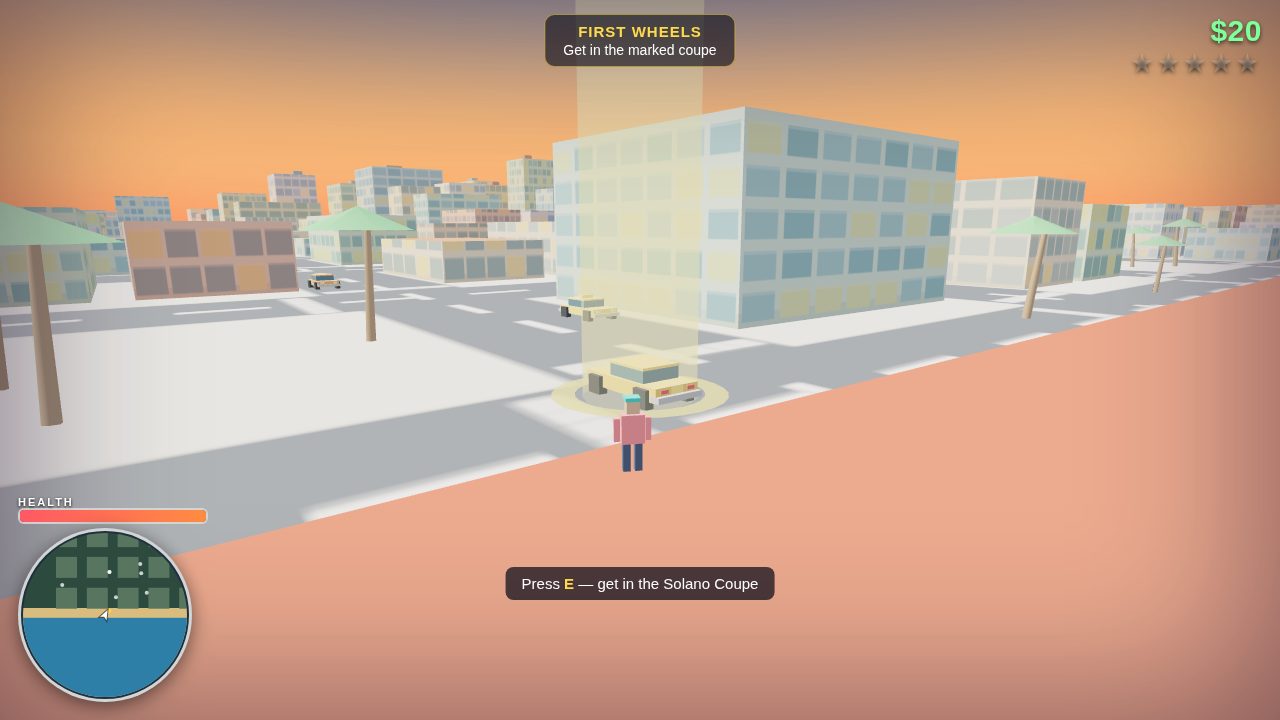 FIRST WHEELS
Get in the marked coupe
$20
HEALTH
Press E — get in the Solano Coupe